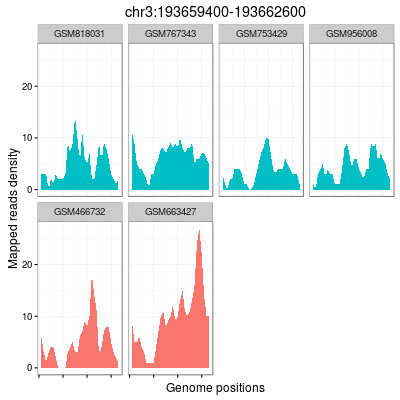 chr3:193659400-193662600
GSM818031 GSM767343 GSM753429 GSM956008
20
10
0
GSM466732 GSM663427
20
10
0
Mapped reads density
Genome positions